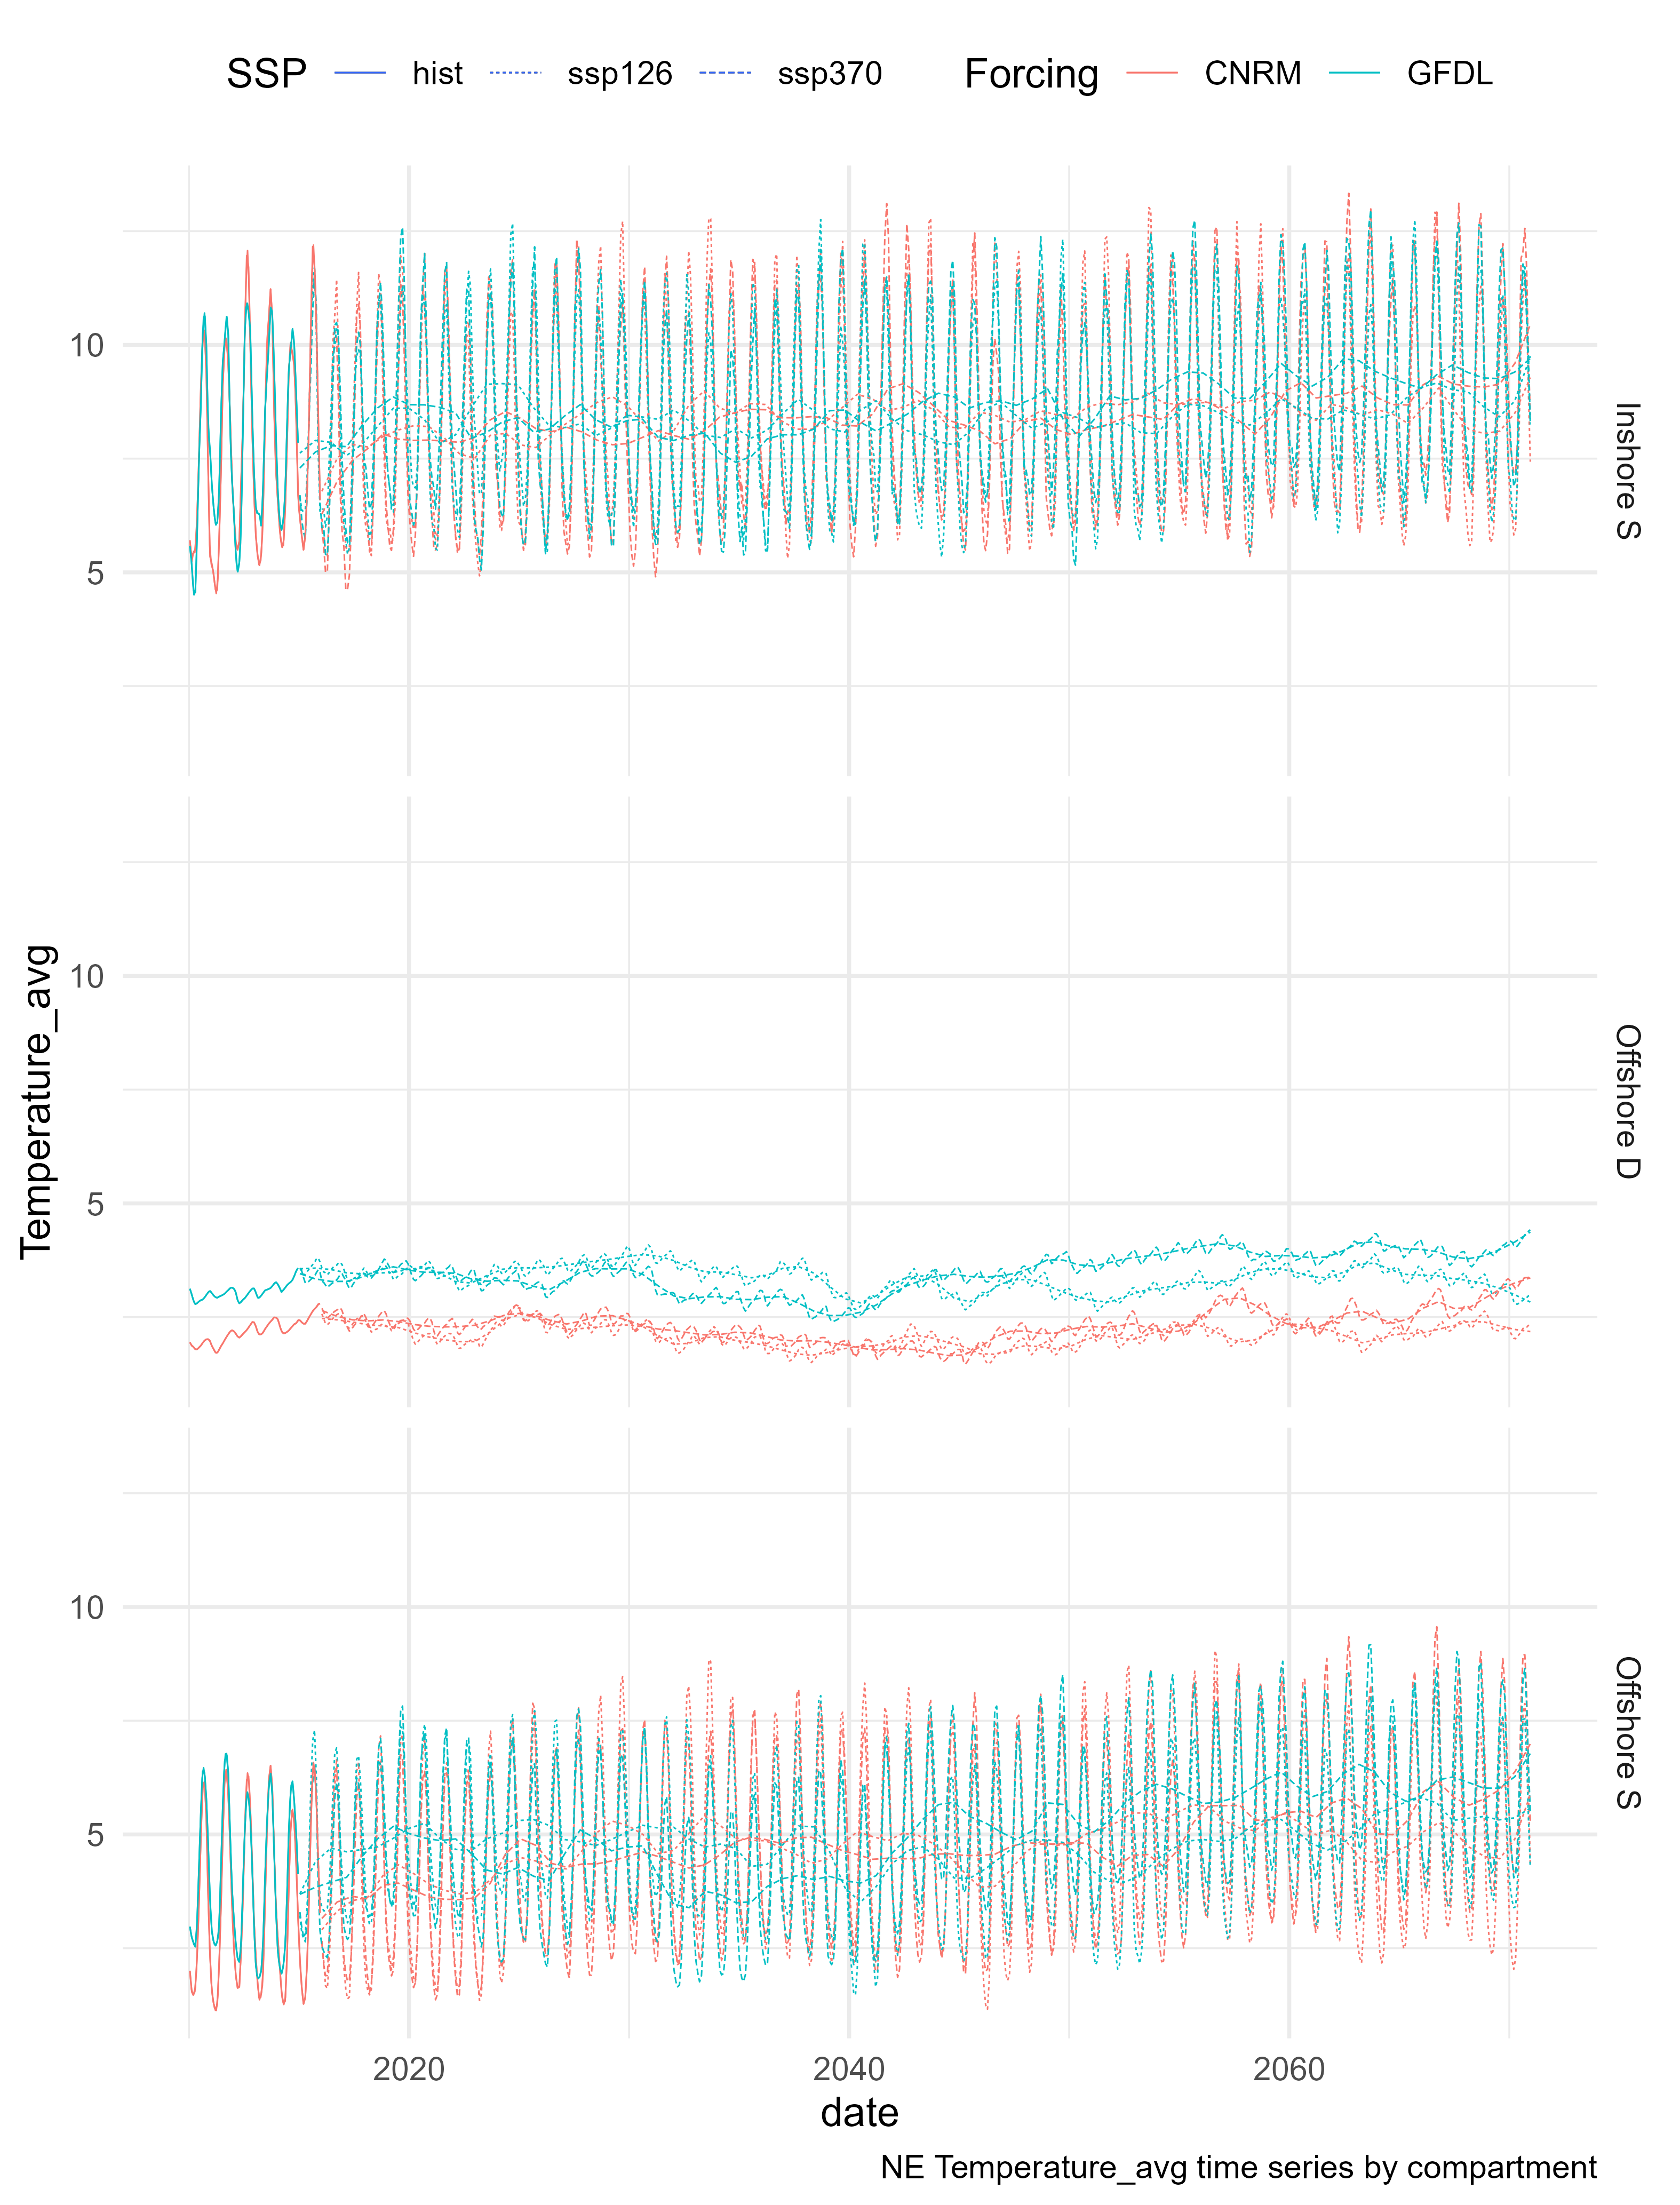 SSP hist ssp126 ssp370 Forcing CNRM GFDL
10
5
Inshore S
Temperature_avg
10
5
Offshore D
10
5
Offshore S
2020 2040 2060
date
NE Temperature_avg time series by compartment